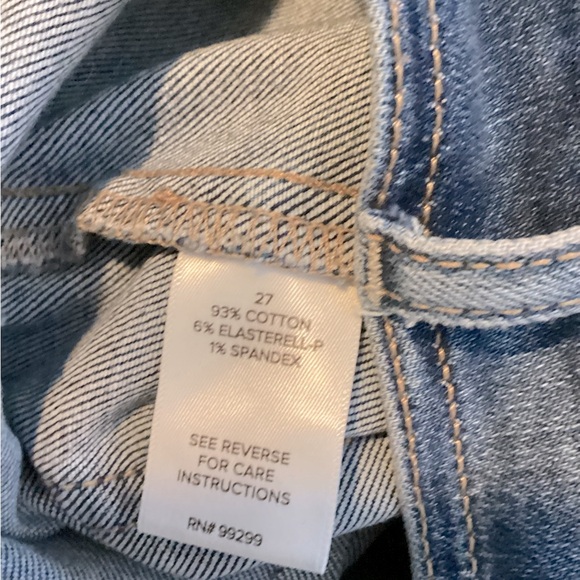 27
93% COTTON
6% ELASTERELL-P
1% SPANDEX
SEE REVERSE
FOR CARE
INSTRUCTIONS
RN# 99299